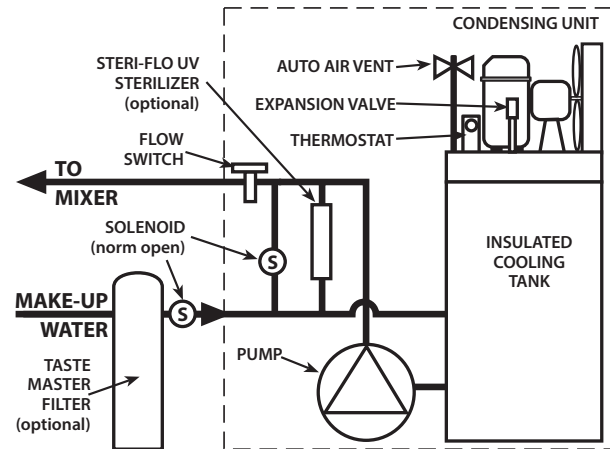 CONDENSING UNIT
STERI-FLO UV
STERILIZER
(optional)
AUTO AIR VENT
EXPANSION VALVE
THERMOSTAT
FLOW
SWITCH
TO
MIXER
SOLENOID
(norm open)
S
INSULATED
COOLING
TANK
MAKE-UP
WATER
S
TASTE
MASTER
FILTER
(optional)
PUMP